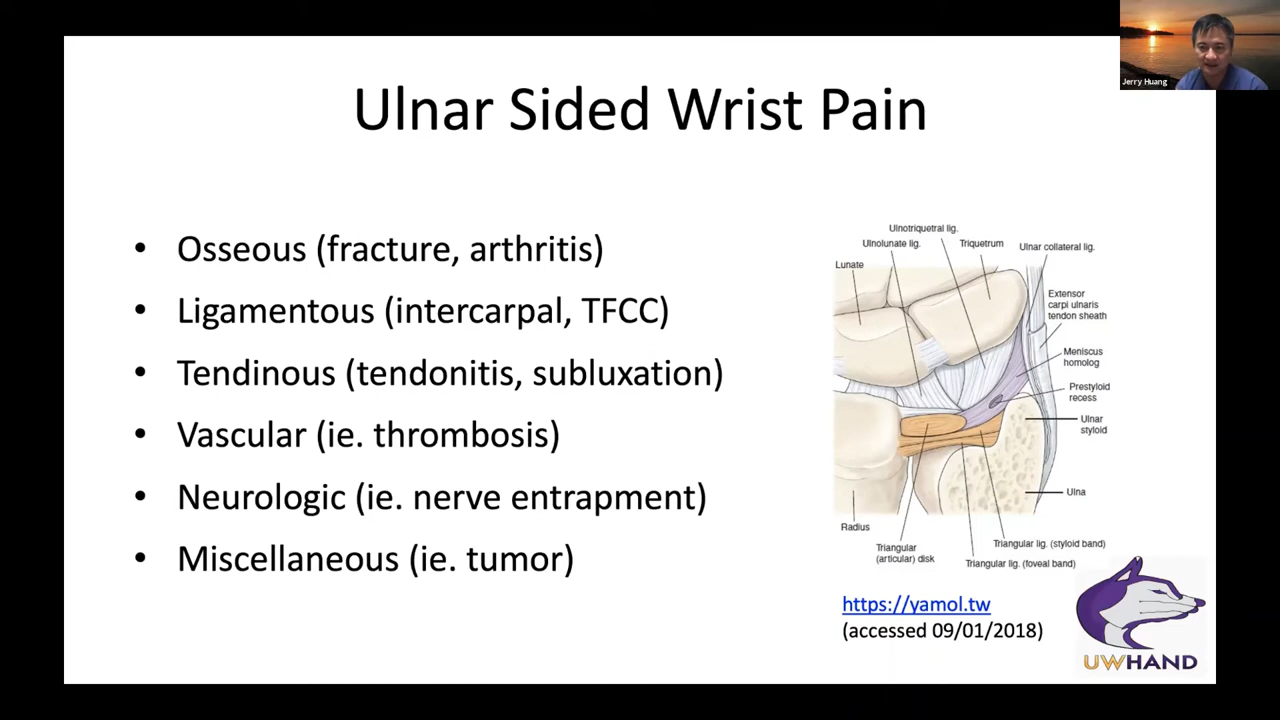 Jerry Huang
Ulnar Sided Wrist Pain
• Osseous (fracture, arthritis)
• Ligamentous (intercarpal, TFCC)
• Tendinous (tendonitis, subluxation)
• Vascular (ie. thrombosis)
• Neurologic (ie. nerve entrapment)
• Miscellaneous (ie. tumor)
Ulnotriquetral lig.
Ulnolunate lig.
Triquetrum
Ulnar collateral lig.
Lunate
Extensor
carpi ulnaris
tendon sheath
Meniscus
homolog
Prestyloid
recess
Ulnar
styloid
Ulna
Radius
Triangular
(articular) disk
Triangular lig. (styloid band)
Triangular lig. (foveal band)
https://yamol.tw
(accessed 09/01/2018)
UWHAND